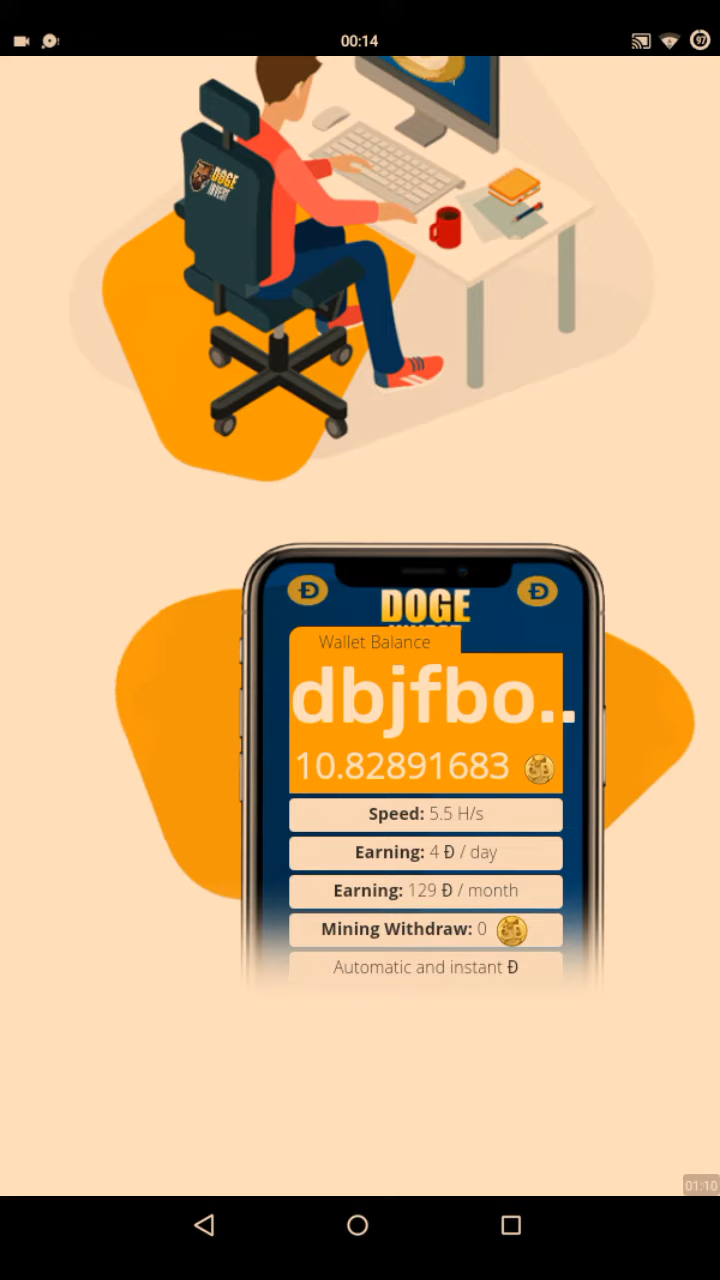 00:14
97
DOGE
INVEST
DOGE
Wallet Balance
dbjfbo..
10.82891683
Speed: 5.5 H/s
Earning: 4 Ð / day
Earning: 129 Ð / month
Mining Withdraw: 0
Automatic and instant Ð
01:10